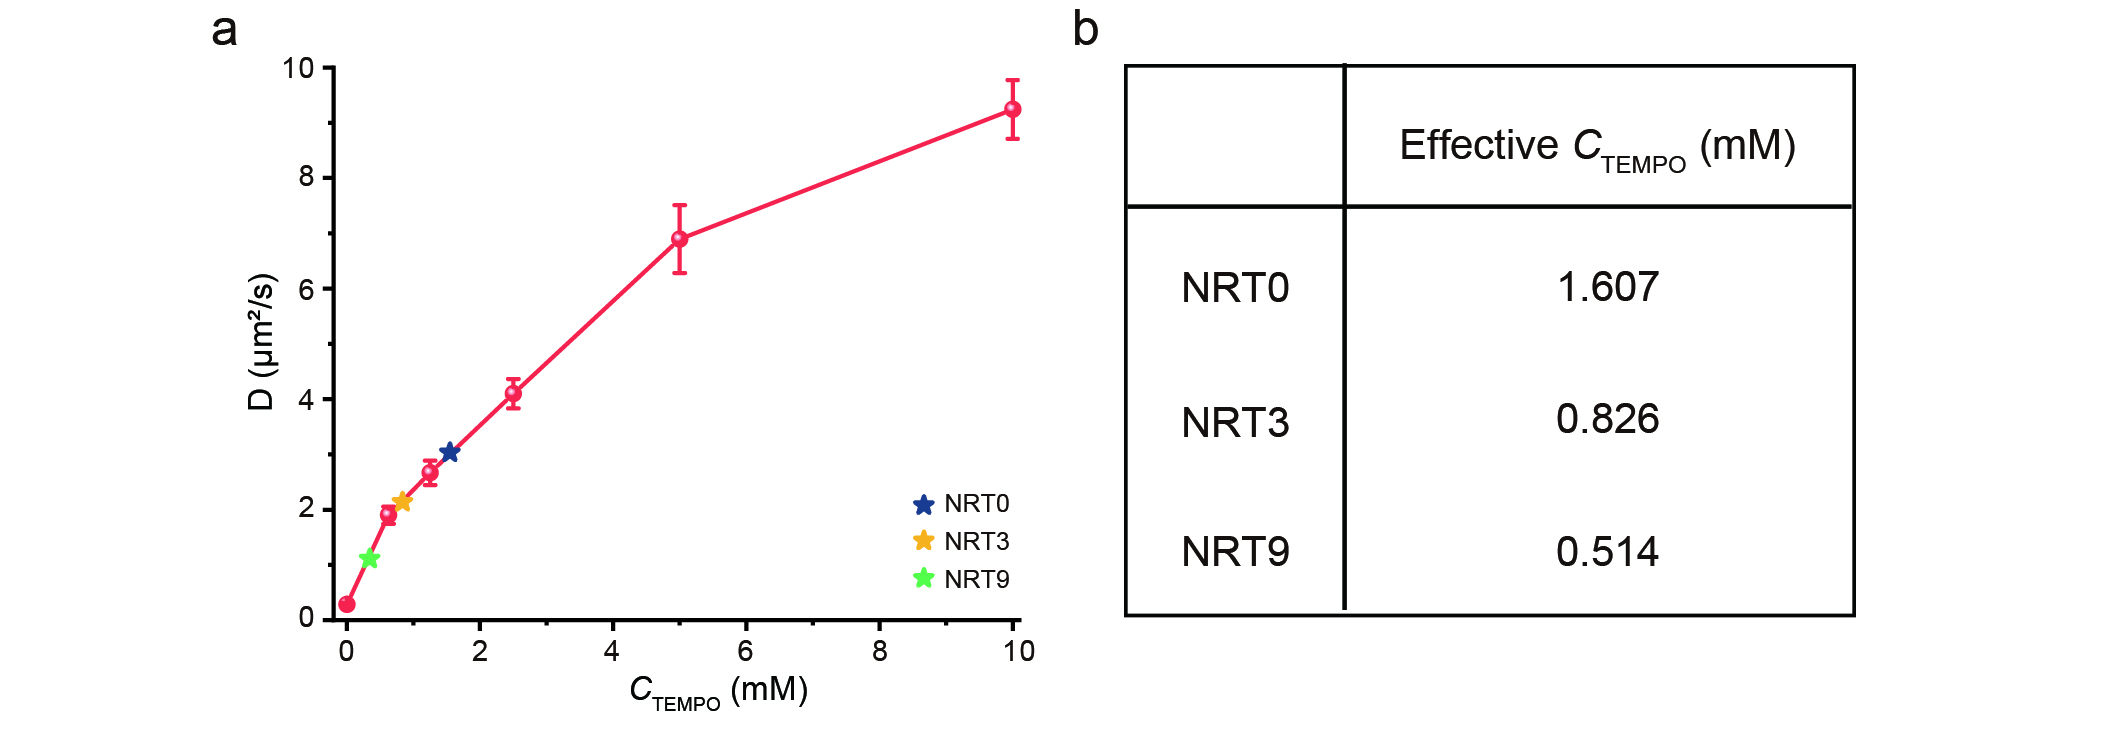 a
10
8
6
4
2
0
D (µm²/s)
0 2 4 6 8 10
CTEMPO (mM)
NRT0
NRT3
NRT9
b
Effective CTEMPO (mM)
NRT0 1.607
NRT3 0.826
NRT9 0.514